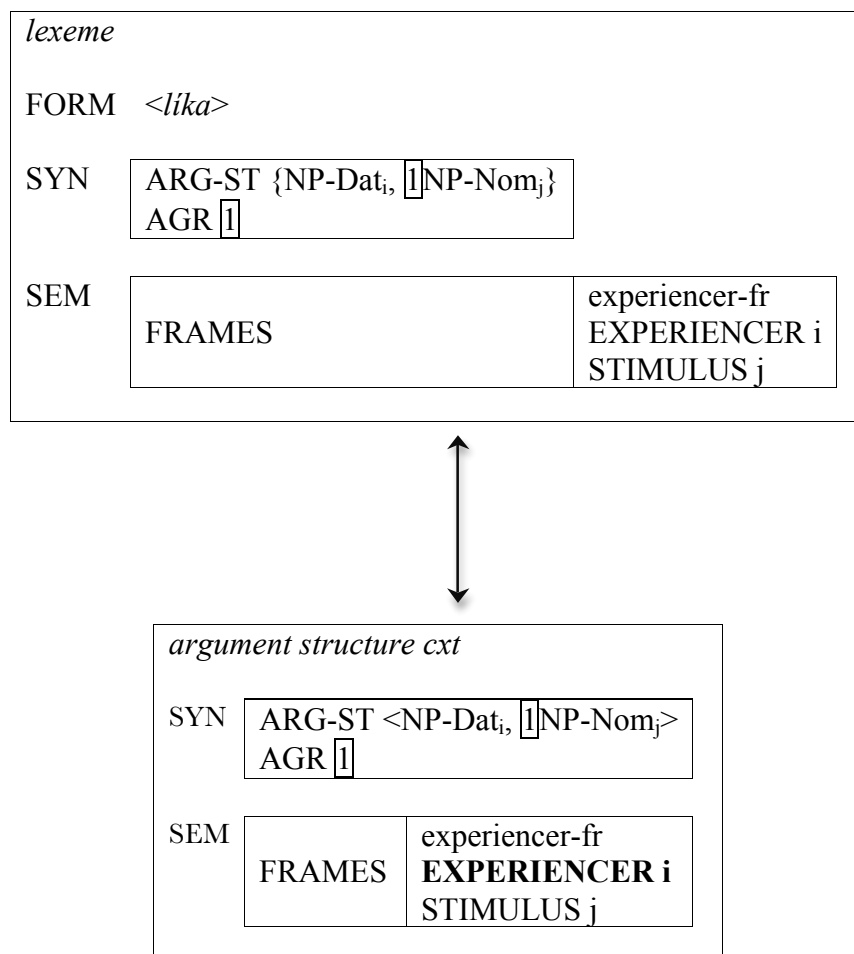 lexeme
FORM <líka>
SYN ARG-ST {NP-Datᵢ, 1NP-Nomⱼ}
AGR 1
SEM experiencer-fr
FRAMES EXPERIENCER i
STIMULUS j
argument structure cxt
SYN ARG-ST <NP-Datᵢ, 1NP-Nomⱼ>
AGR 1
SEM experiencer-fr
FRAMES EXPERIENCER i
STIMULUS j